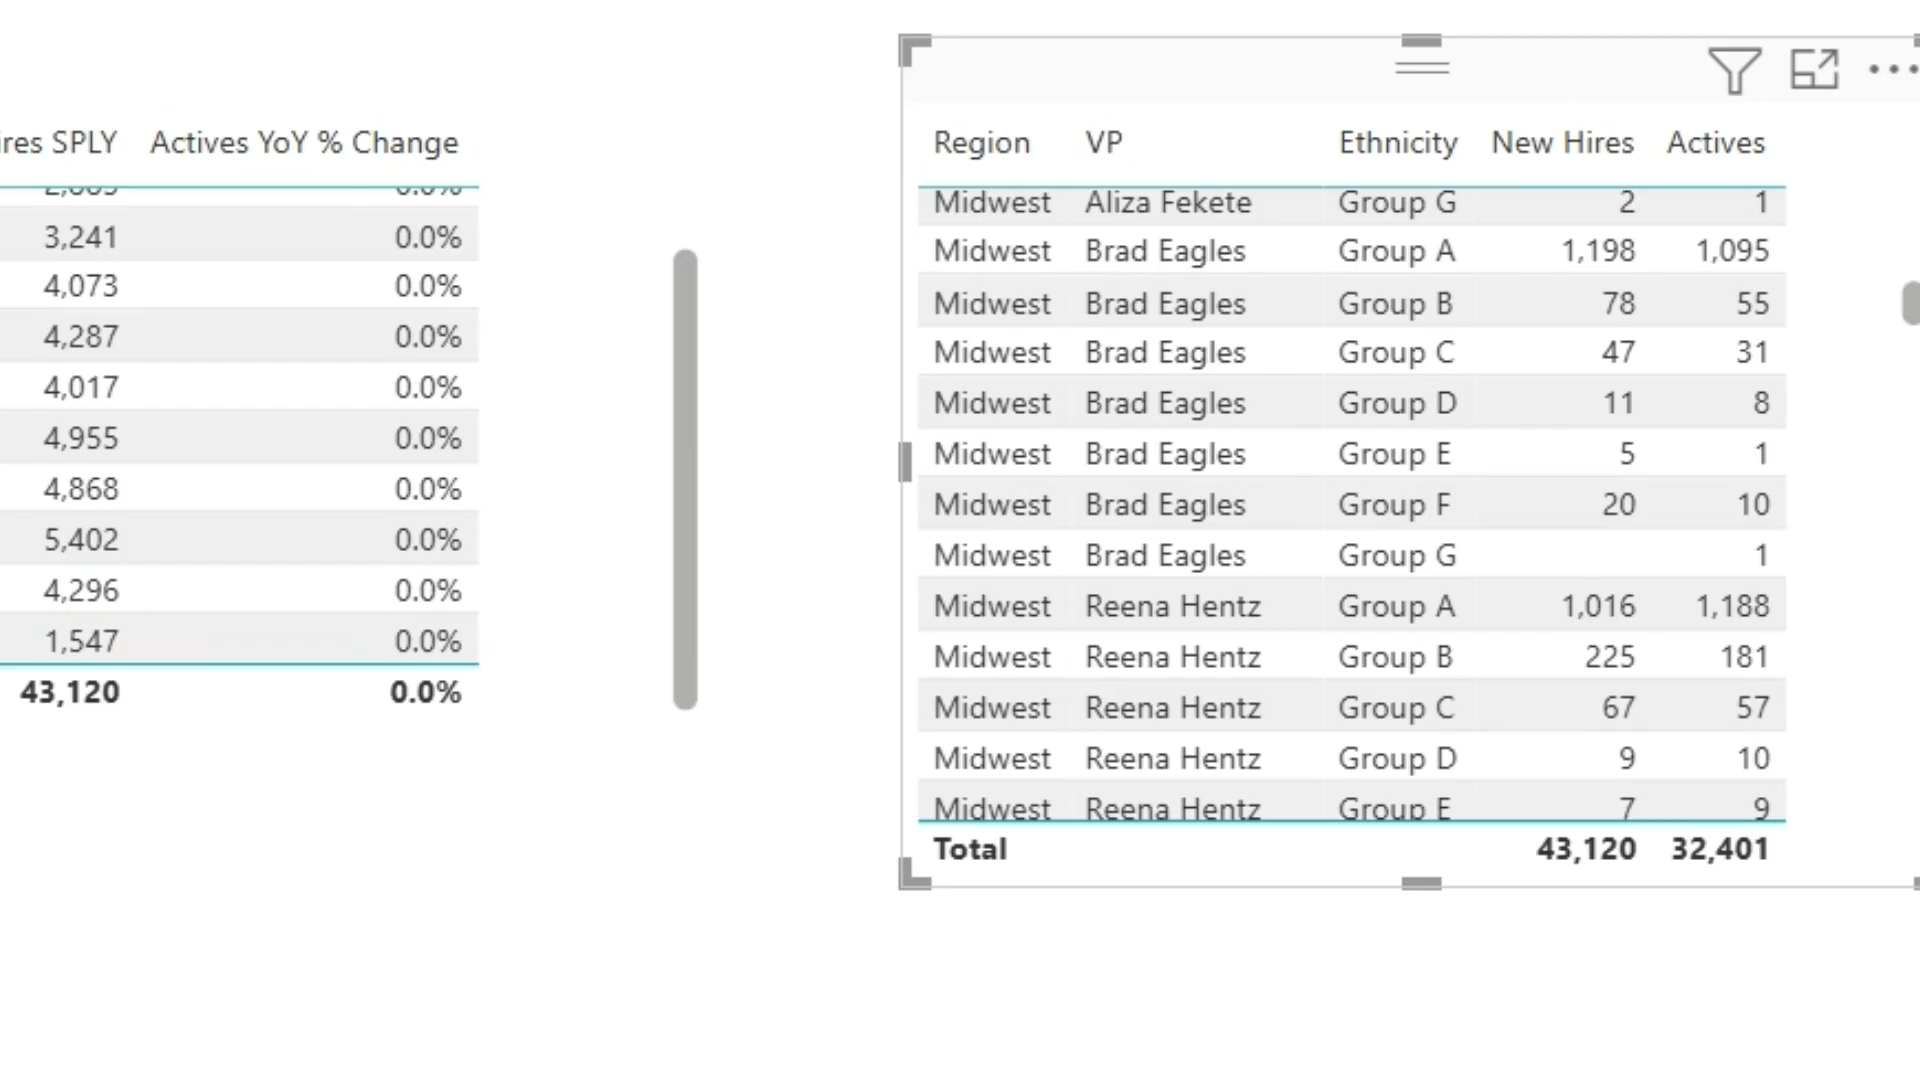 ires SPLY Actives YoY % Change
3,241 0.0%
4,073 0.0%
4,287 0.0%
4,017 0.0%
4,955 0.0%
4,868 0.0%
5,402 0.0%
4,296 0.0%
1,547 0.0%
43,120 0.0%
Region VP Ethnicity New Hires Actives
Midwest Aliza Fekete Group G 2 1
Midwest Brad Eagles Group A 1,198 1,095
Midwest Brad Eagles Group B 78 55
Midwest Brad Eagles Group C 47 31
Midwest Brad Eagles Group D 11 8
Midwest Brad Eagles Group E 5 1
Midwest Brad Eagles Group F 20 10
Midwest Brad Eagles Group G 1
Midwest Reena Hentz Group A 1,016 1,188
Midwest Reena Hentz Group B 225 181
Midwest Reena Hentz Group C 67 57
Midwest Reena Hentz Group D 9 10
Midwest Reena Hentz Group E 7 9
Total 43,120 32,401